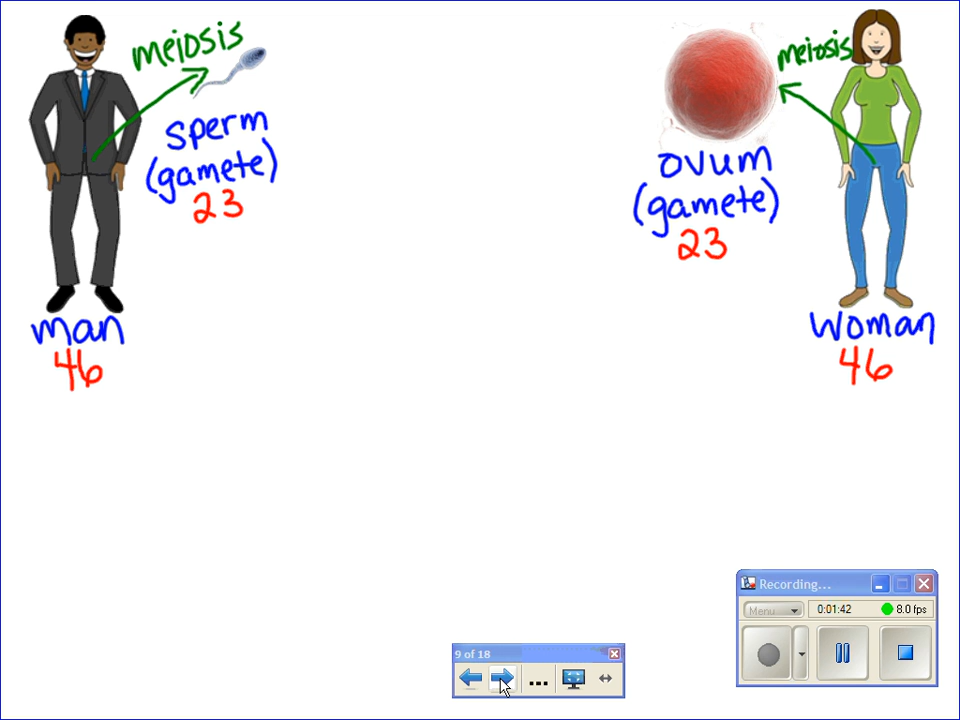 meiosis
sperm
(gamete)
23
man
46
meiosis
ovum
(gamete)
23
woman
46
Recording...
Menu
0:01:42
8.0 fps
9 of 18
...